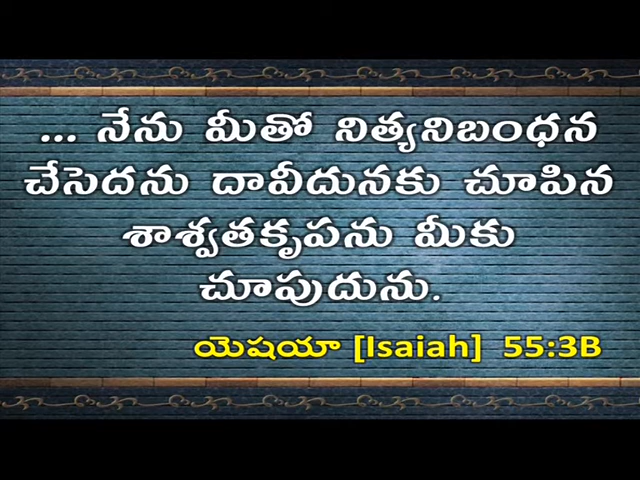 ... నేను మీతో నిత్యనిబంధన
చేసెదను దావీదునకు చూపిన
శాశ్వతకృపను మీకు
చూపుదును.
యెషయా [Isaiah] 55:3B